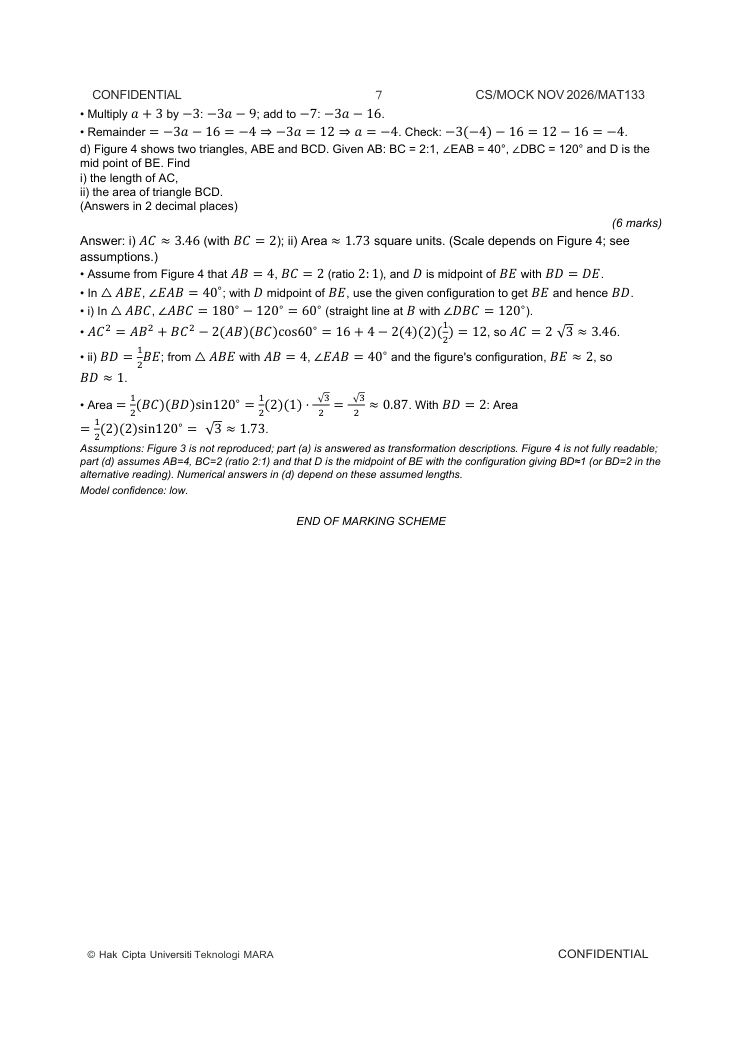 CONFIDENTIAL 7 CS/MOCK NOV 2026/MAT133
• Multiply 𝑎 + 3 by −3: −3𝑎 − 9; add to −7: −3𝑎 − 16.
• Remainder = −3𝑎 − 16 = −4 ⇒ −3𝑎 = 12 ⇒ 𝑎 = −4. Check: −3(−4) − 16 = 12 − 16 = −4.
d) Figure 4 shows two triangles, ABE and BCD. Given AB: BC = 2:1, ∠EAB = 40°, ∠DBC = 120° and D is the
mid point of BE. Find
i) the length of AC,
ii) the area of triangle BCD.
(Answers in 2 decimal places)
(6 marks)
Answer: i) 𝐴𝐶 ≈ 3.46 (with 𝐵𝐶 = 2); ii) Area ≈ 1.73 square units. (Scale depends on Figure 4; see
assumptions.)
• Assume from Figure 4 that 𝐴𝐵 = 4, 𝐵𝐶 = 2 (ratio 2: 1), and 𝐷 is midpoint of 𝐵𝐸 with 𝐵𝐷 = 𝐷𝐸.
• In △ 𝐴𝐵𝐸, ∠𝐸𝐴𝐵 = 40°; with 𝐷 midpoint of 𝐵𝐸, use the given configuration to get 𝐵𝐸 and hence 𝐵𝐷.
• i) In △ 𝐴𝐵𝐶, ∠𝐴𝐵𝐶 = 180° − 120° = 60° (straight line at 𝐵 with ∠𝐷𝐵𝐶 = 120°).
• 𝐴𝐶² = 𝐴𝐵² + 𝐵𝐶² − 2(𝐴𝐵)(𝐵𝐶)cos60° = 16 + 4 − 2(4)(2)(1/2) = 12, so 𝐴𝐶 = 2 √3 ≈ 3.46.
• ii) 𝐵𝐷 = 1/2𝐵𝐸; from △ 𝐴𝐵𝐸 with 𝐴𝐵 = 4, ∠𝐸𝐴𝐵 = 40° and the figure's configuration, 𝐵𝐸 ≈ 2, so
𝐵𝐷 ≈ 1.
• Area = 1/2(𝐵𝐶)(𝐵𝐷)sin120° = 1/2(2)(1) · √3/2 = √3/2 ≈ 0.87. With 𝐵𝐷 = 2: Area
= 1/2(2)(2)sin120° = √3 ≈ 1.73.
Assumptions: Figure 3 is not reproduced; part (a) is answered as transformation descriptions. Figure 4 is not fully readable;
part (d) assumes AB=4, BC=2 (ratio 2:1) and that D is the midpoint of BE with the configuration giving BD≈1 (or BD=2 in the
alternative reading). Numerical answers in (d) depend on these assumed lengths.
Model confidence: low.
END OF MARKING SCHEME
© Hak Cipta Universiti Teknologi MARA CONFIDENTIAL